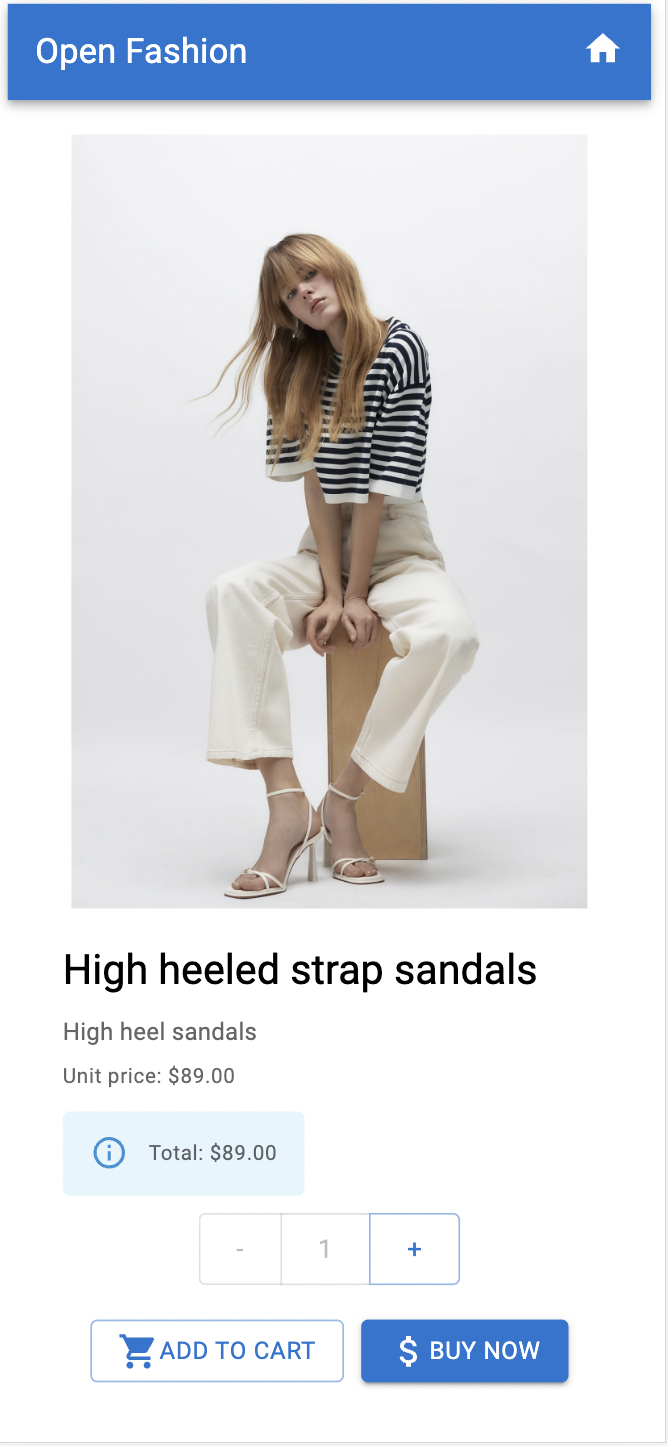 Open Fashion
High heeled strap sandals
High heel sandals
Unit price: $89.00
Total: $89.00
- 1 +
ADD TO CART $ BUY NOW